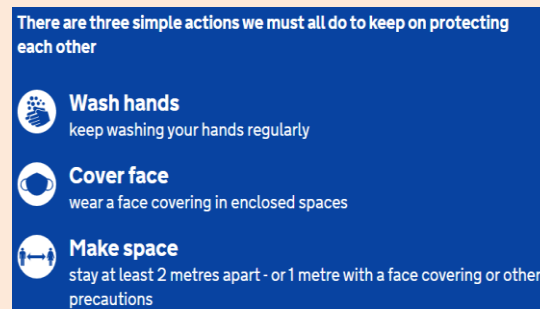 There are three simple actions we must all do to keep on protecting
each other
Wash hands
keep washing your hands regularly
Cover face
wear a face covering in enclosed spaces
Make space
stay at least 2 metres apart - or 1 metre with a face covering or other
precautions